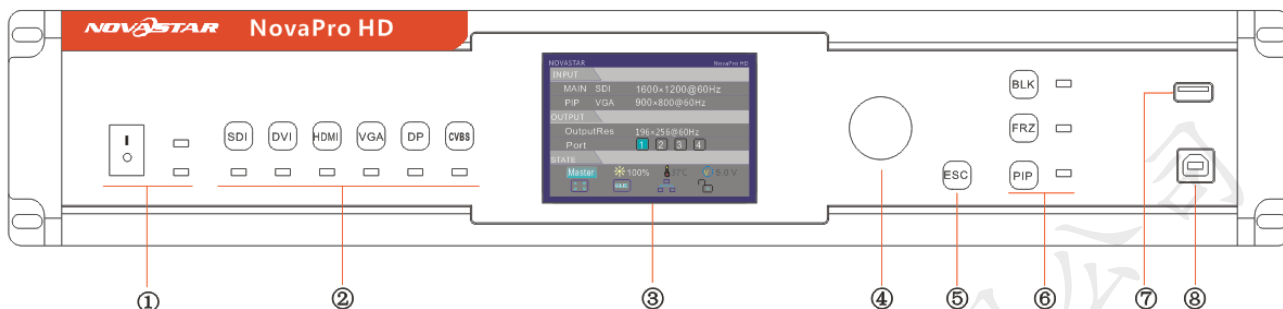 NOVASTAR NovaPro HD
NOVASTAR NovaPro HD
INPUT
MAIN SDI 1600×1200@60Hz
PIP VGA 900×800@60Hz
OUTPUT
OutputRes 196×256@60Hz
Port 1 2 3 4
STATE
Master 100% 37℃ V 5.0 V
I
O
SDI DVI HDMI VGA DP CVBS
ESC
BLK
FRZ
PIP
① ② ③ ④ ⑤ ⑥ ⑦ ⑧